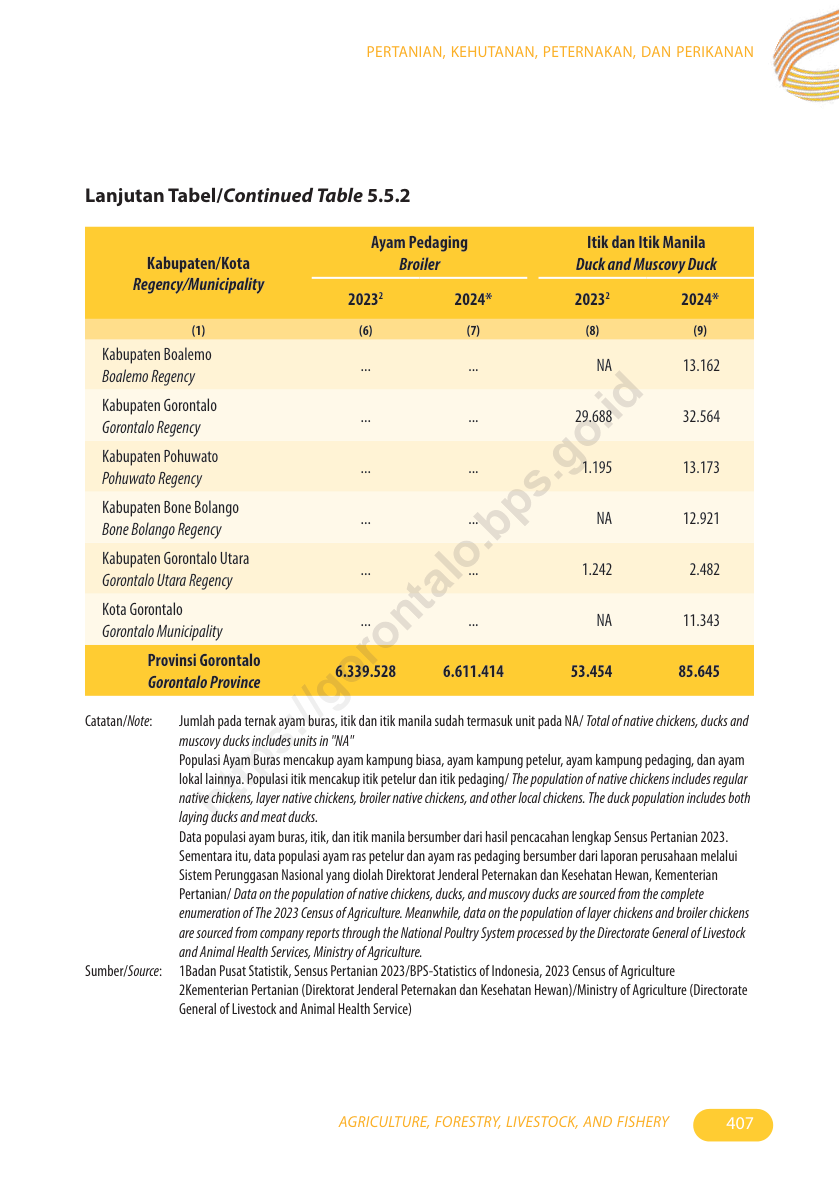 PERTANIAN, KEHUTANAN, PETERNAKAN, DAN PERIKANAN
Lanjutan Tabel/Continued Table 5.5.2
Kabupaten/Kota
Regency/Municipality
Ayam Pedaging
Broiler
Itik dan Itik Manila
Duck and Muscovy Duck
2023² 2024* 2023² 2024*
(1) (6) (7) (8) (9)
Kabupaten Boalemo
Boalemo Regency
... ... NA 13.162
Kabupaten Gorontalo
Gorontalo Regency
... ... 29.688 32.564
Kabupaten Pohuwato
Pohuwato Regency
... ... 1.195 13.173
Kabupaten Bone Bolango
Bone Bolango Regency
... ... NA 12.921
Kabupaten Gorontalo Utara
Gorontalo Utara Regency
... ... 1.242 2.482
Kota Gorontalo
Gorontalo Municipality
... ... NA 11.343
Provinsi Gorontalo
Gorontalo Province
6.339.528 6.611.414 53.454 85.645
Catatan/Note: Jumlah pada ternak ayam buras, itik dan itik manila sudah termasuk unit pada NA/ Total of native chickens, ducks and
muscovy ducks includes units in "NA"
Populasi Ayam Buras mencakup ayam kampung biasa, ayam kampung petelur, ayam kampung pedaging, dan ayam
lokal lainnya. Populasi itik mencakup itik petelur dan itik pedaging/ The population of native chickens includes regular
native chickens, layer native chickens, broiler native chickens, and other local chickens. The duck population includes both
laying ducks and meat ducks.
Data populasi ayam buras, itik, dan itik manila bersumber dari hasil pencacahan lengkap Sensus Pertanian 2023.
Sementara itu, data populasi ayam ras petelur dan ayam ras pedaging bersumber dari laporan perusahaan melalui
Sistem Perunggasan Nasional yang diolah Direktorat Jenderal Peternakan dan Kesehatan Hewan, Kementerian
Pertanian/ Data on the population of native chickens, ducks, and muscovy ducks are sourced from the complete
enumeration of The 2023 Census of Agriculture. Meanwhile, data on the population of layer chickens and broiler chickens
are sourced from company reports through the National Poultry System processed by the Directorate General of Livestock
and Animal Health Services, Ministry of Agriculture.
Sumber/Source: 1Badan Pusat Statistik, Sensus Pertanian 2023/BPS-Statistics of Indonesia, 2023 Census of Agriculture
2Kementerian Pertanian (Direktorat Jenderal Peternakan dan Kesehatan Hewan)/Ministry of Agriculture (Directorate
General of Livestock and Animal Health Service)
https://gorontalo.bps.go.id
AGRICULTURE, FORESTRY, LIVESTOCK, AND FISHERY 407